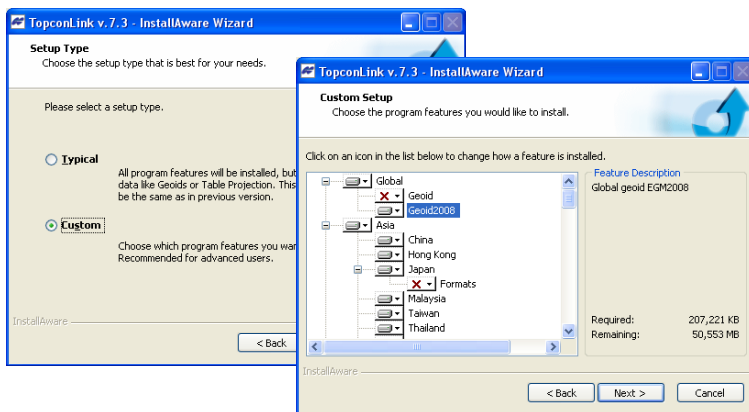 TopconLink v.7.3 - InstallAware Wizard
Setup Type
Choose the setup type that is best for your needs.
Please select a setup type.
Typical
All program features will be installed, but
data like Geoids or Table Projection. This
be the same as in previous version.
Custom
Choose which program features you wan
Recommended for advanced users.
InstallAware
< Back
TopconLink v.7.3 - InstallAware Wizard
Custom Setup
Choose the program features you would like to install.
Click on an icon in the list below to change how a feature is installed.
Global
Geoid
Geoid2008
Asia
China
Hong Kong
Japan
Formats
Malaysia
Taiwan
Thailand
Feature Description
Global geoid EGM2008
Required: 207,221 KB
Remaining: 50,553 MB
InstallAware
< Back
Next >
Cancel